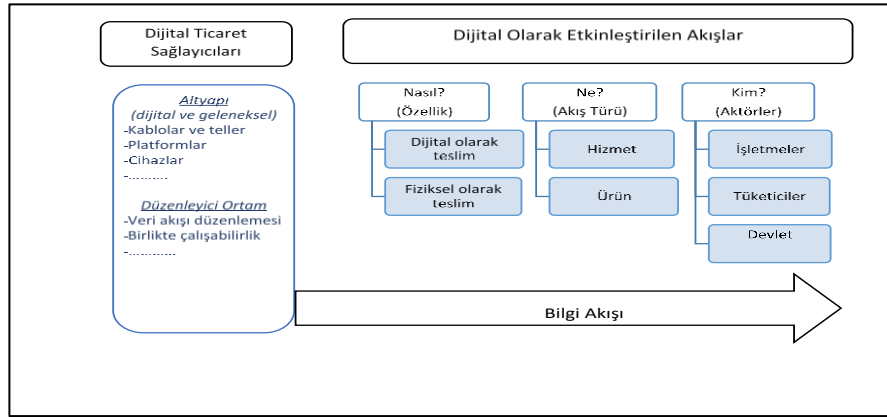 Dijital Ticaret
Sağlayıcıları
Altyapı
(dijital ve geleneksel)
-Kablolar ve teller
-Platformlar
-Cihazlar
-..........
Düzenleyici Ortam
-Veri akışı düzenlemesi
-Birlikte çalışabilirlik
-............
Dijital Olarak Etkinleştirilen Akışlar
Nasıl?
(Özellik)
Dijital olarak
teslim
Fiziksel olarak
teslim
Ne?
(Akış Türü)
Hizmet
Ürün
Kim?
(Aktörler)
İşletmeler
Tüketiciler
Devlet
Bilgi Akışı